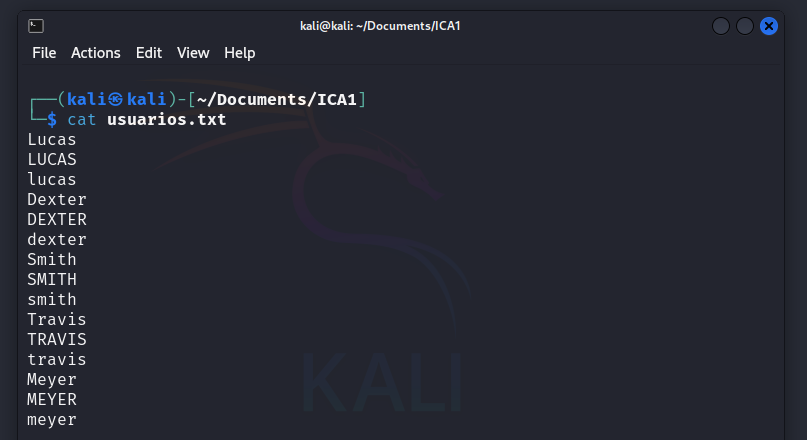 kali@kali: ~/Documents/ICA1
File Actions Edit View Help
┌──(kali㉿kali)-[~/Documents/ICA1]
└─$ cat usuarios.txt
Lucas
LUCAS
lucas
Dexter
DEXTER
dexter
Smith
SMITH
smith
Travis
TRAVIS
travis
Meyer
MEYER
meyer
KALI